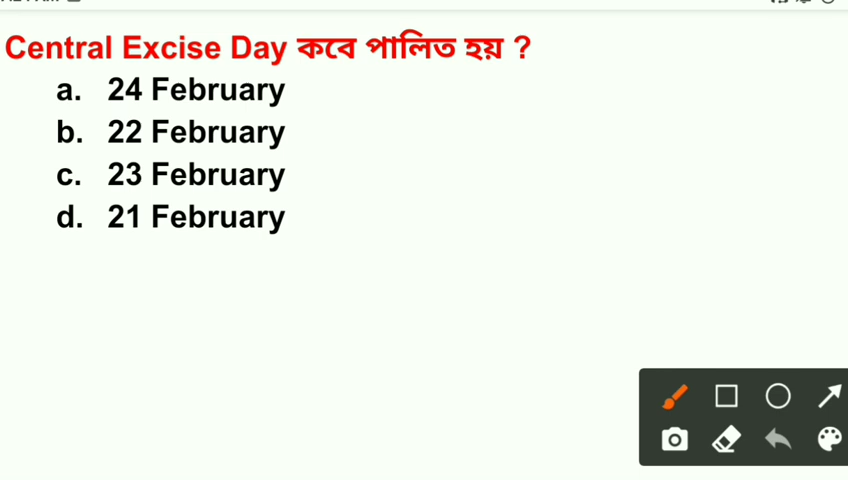 Central Excise Day কবে পালিত হয় ?
a. 24 February
b. 22 February
c. 23 February
d. 21 February